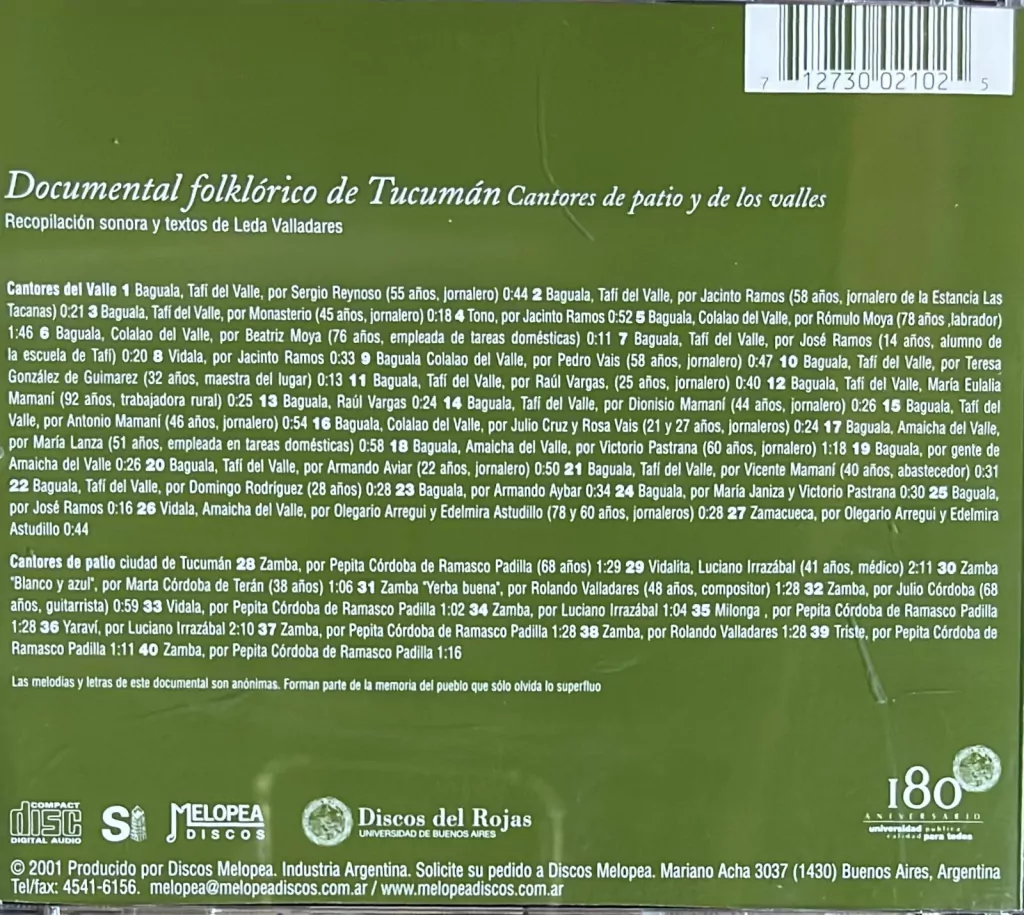 7 12730 02102 5
Documental folklórico de Tucumán Cantores de patio y de los valles
Recopilación sonora y textos de Leda Valladares
Cantores del Valle 1 Baguala, Tafí del Valle, por Sergio Reynoso (55 años, jornalero) 0:44 2 Baguala, Tafí del Valle, por Jacinto Ramos (58 años, jornalero de la Estancia Las
Tacanas) 0:21 3 Baguala, Tafí del Valle, por Monasterio (45 años, jornalero) 0:18 4 Tono, por Jacinto Ramos 0:52 5 Baguala, Colalao del Valle, por Rómulo Moya (78 años ,labrador)
1:46 6 Baguala, Colalao del Valle, por Beatriz Moya (76 años, empleada de tareas domésticas) 0:11 7 Baguala, Tafí del Valle, por José Ramos (14 años, alumno de
la escuela de Tafí) 0:20 8 Vidala, por Jacinto Ramos 0:33 9 Baguala Colalao del Valle, por Pedro Vais (58 años, jornalero) 0:47 10 Baguala, Tafí del Valle, por Teresa
González de Guimarez (32 años, maestra del lugar) 0:13 11 Baguala, Tafí del Valle, por Raúl Vargas, (25 años, jornalero) 0:40 12 Baguala, Tafí del Valle, María Eulalia
Mamaní (92 años, trabajadora rural) 0:25 13 Baguala, Raúl Vargas 0:24 14 Baguala, Tafí del Valle, por Dionisio Mamaní (44 años, jornalero) 0:26 15 Baguala, Tafí del
Valle, por Antonio Mamaní (46 años, jornalero) 0:54 16 Baguala, Colalao del Valle, por Julio Cruz y Rosa Vais (21 y 27 años, jornaleros) 0:24 17 Baguala, Amaicha del Valle,
por María Lanza (51 años, empleada en tareas domésticas) 0:58 18 Baguala, Amaicha del Valle, por Victorio Pastrana (60 años, jornalero) 1:18 19 Baguala, por gente de
Amaicha del Valle 0:26 20 Baguala, Tafí del Valle, por Armando Aviar (22 años, jornalero) 0:50 21 Baguala, Tafí del Valle, por Vicente Mamaní (40 años, abastecedor) 0:31
22 Baguala, Tafí del Valle, por Domingo Rodríguez (28 años) 0:28 23 Baguala, por Armando Aybar 0:34 24 Baguala, por María Janiza y Victorio Pastrana 0:30 25 Baguala,
por José Ramos 0:16 26 Vidala, Amaicha del Valle, por Olegario Arregui y Edelmira Astudillo (78 y 60 años, jornaleros) 0:28 27 Zamacueca, por Olegario Arregui y Edelmira
Astudillo 0:44
Cantores de patio ciudad de Tucumán 28 Zamba, por Pepita Córdoba de Ramasco Padilla (68 años) 1:29 29 Vidalita, Luciano Irrazábal (41 años, médico) 2:11 30 Zamba
"Blanco y azul", por Marta Córdoba de Terán (38 años) 1:06 31 Zamba "Yerba buena", por Rolando Valladares (48 años, compositor) 1:28 32 Zamba, por Julio Córdoba (68
años, guitarrista) 0:59 33 Vidala, por Pepita Córdoba de Ramasco Padilla 1:02 34 Zamba, por Luciano Irrazábal 1:04 35 Milonga , por Pepita Córdoba de Ramasco Padilla
1:28 36 Yaraví, por Luciano Irrazábal 2:10 37 Zamba, por Pepita Córdoba de Ramasco Padilla 1:28 38 Zamba, por Rolando Valladares 1:28 39 Triste, por Pepita Córdoba de
Ramasco Padilla 1:11 40 Zamba, por Pepita Córdoba de Ramasco Padilla 1:16
Las melodías y letras de este documental son anónimas. Forman parte de la memoria del pueblo que sólo olvida lo superfluo
COMPACT
disc
DIGITAL AUDIO
MELOPEA
DISCOS
Discos del Rojas
UNIVERSIDAD DE BUENOS AIRES
180
ANIVERSARIO
universidad pública
calidad para todos
© 2001 Producido por Discos Melopea. Industria Argentina. Solicite su pedido a Discos Melopea. Mariano Acha 3037 (1430) Buenos Aires, Argentina
Tel/fax: 4541-6156. melopea@melopeadiscos.com.ar / www.melopeadiscos.com.ar